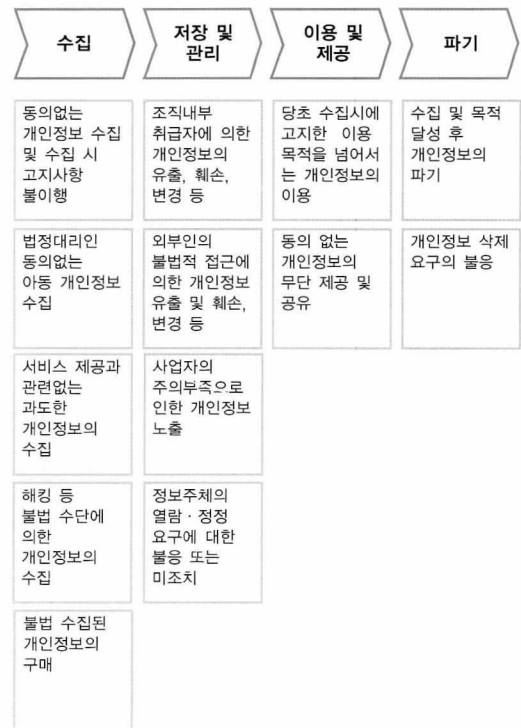 수집
저장 및
관리
이용 및
제공
파기
동의없는
개인정보 수집
및 수집 시
고지사항
불이행
법정대리인
동의없는
아동 개인정보
수집
서비스 제공과
관련없는
과도한
개인정보의
수집
해킹 등
불법 수단에
의한
개인정보의
수집
불법 수집된
개인정보의
구매
조직내부
취급자에 의한
개인정보의
유출, 훼손,
변경 등
외부인의
불법적 접근에
의한 개인정보
유출 및 훼손,
변경 등
사업자의
주의부족으로
인한 개인정보
노출
정보주체의
열람 · 정정
요구에 대한
불응 또는
미조치
당초 수집시에
고지한 이용
목적을 넘어서
는 개인정보의
이용
동의 없는
개인정보의
무단 제공 및
공유
수집 및 목적
달성 후
개인정보의
파기
개인정보 삭제
요구의 불응